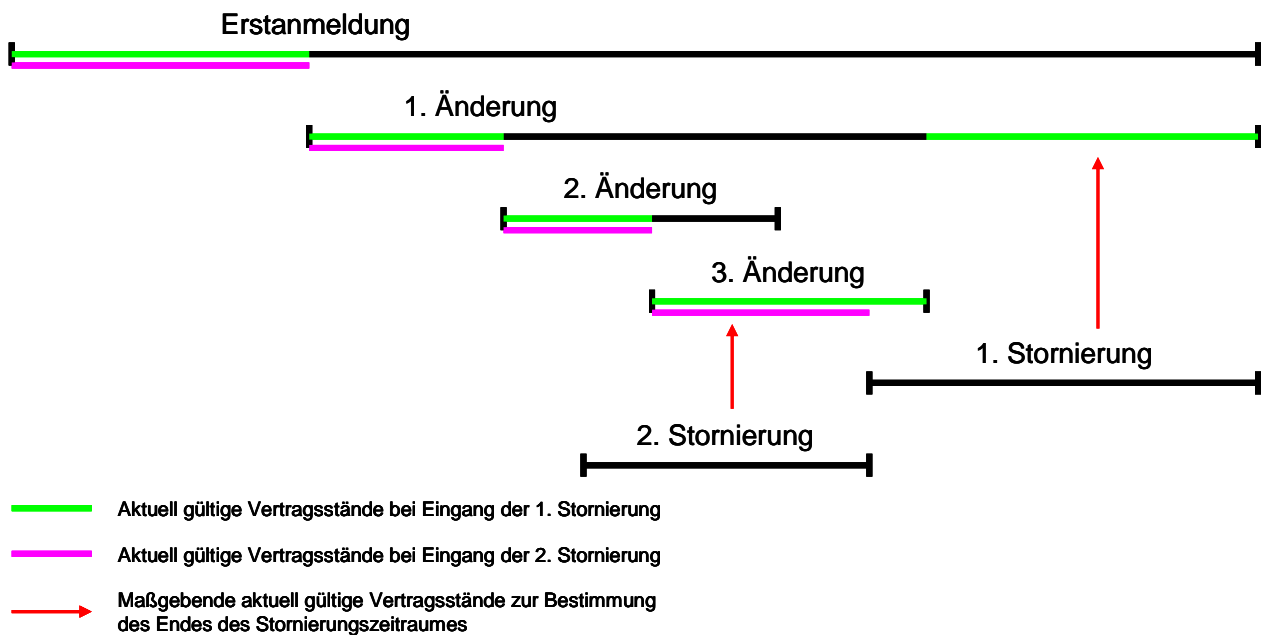 Erstanmeldung
1. Änderung
2. Änderung
3. Änderung
1. Stornierung
2. Stornierung
Aktuell gültige Vertragsstände bei Eingang der 1. Stornierung
Aktuell gültige Vertragsstände bei Eingang der 2. Stornierung
Maßgebende aktuell gültige Vertragsstände zur Bestimmung
des Endes des Stornierungszeitraumes